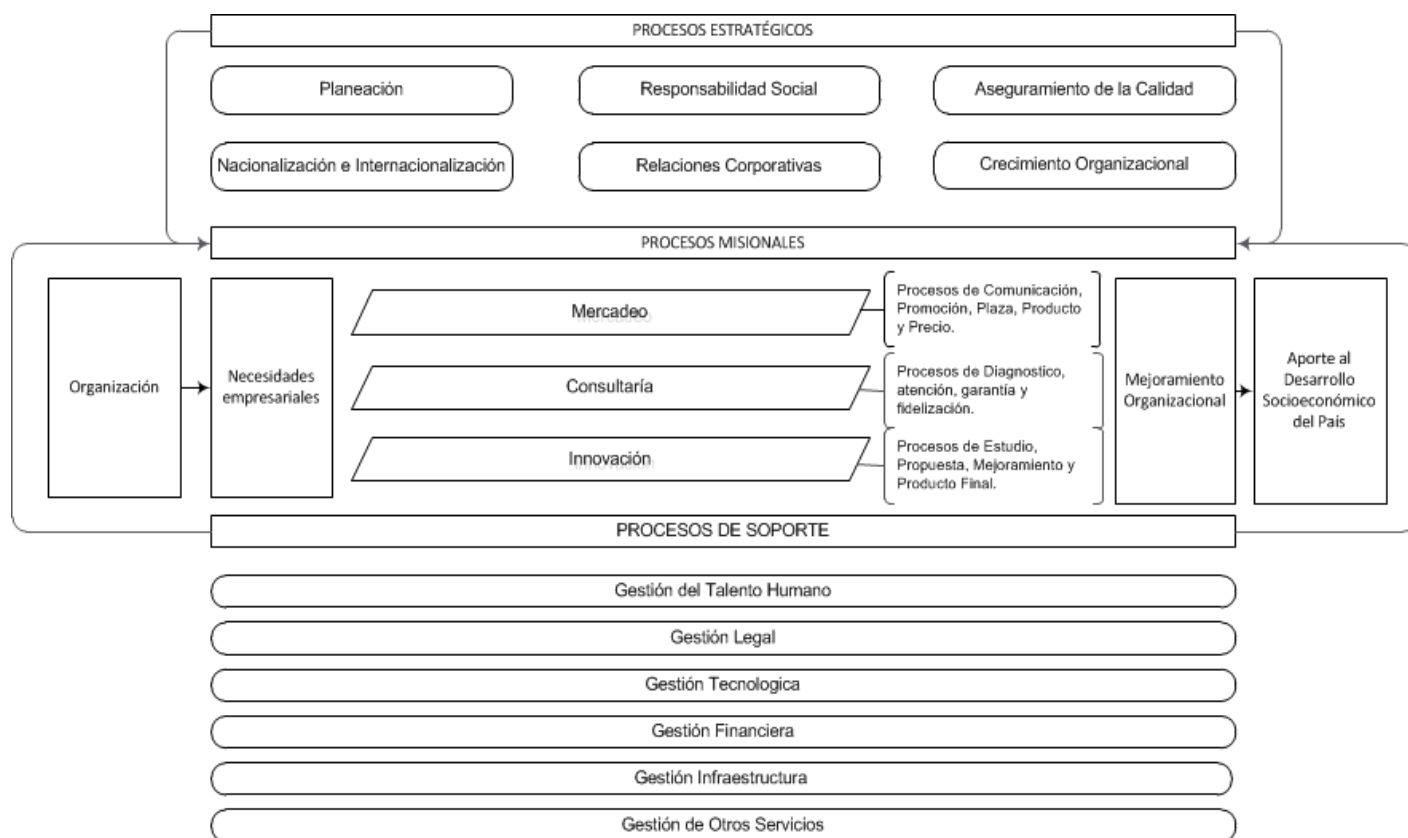 PROCESOS ESTRATÉGICOS
Planeación
Responsabilidad Social
Aseguramiento de la Calidad
Nacionalización e Internacionalización
Relaciones Corporativas
Crecimiento Organizacional
PROCESOS MISIONALES
Organización
Necesidades
empresariales
Mercadeo
Procesos de Comunicación,
Promoción, Plaza, Producto
y Precio.
Consultaría
Procesos de Diagnostico,
atención, garantía y
fidelización.
Innovación
Procesos de Estudio,
Propuesta, Mejoramiento y
Producto Final.
Mejoramiento
Organizacional
Aporte al
Desarrollo
Socioeconómico
del País
PROCESOS DE SOPORTE
Gestión del Talento Humano
Gestión Legal
Gestión Tecnologica
Gestión Financiera
Gestión Infraestructura
Gestión de Otros Servicios